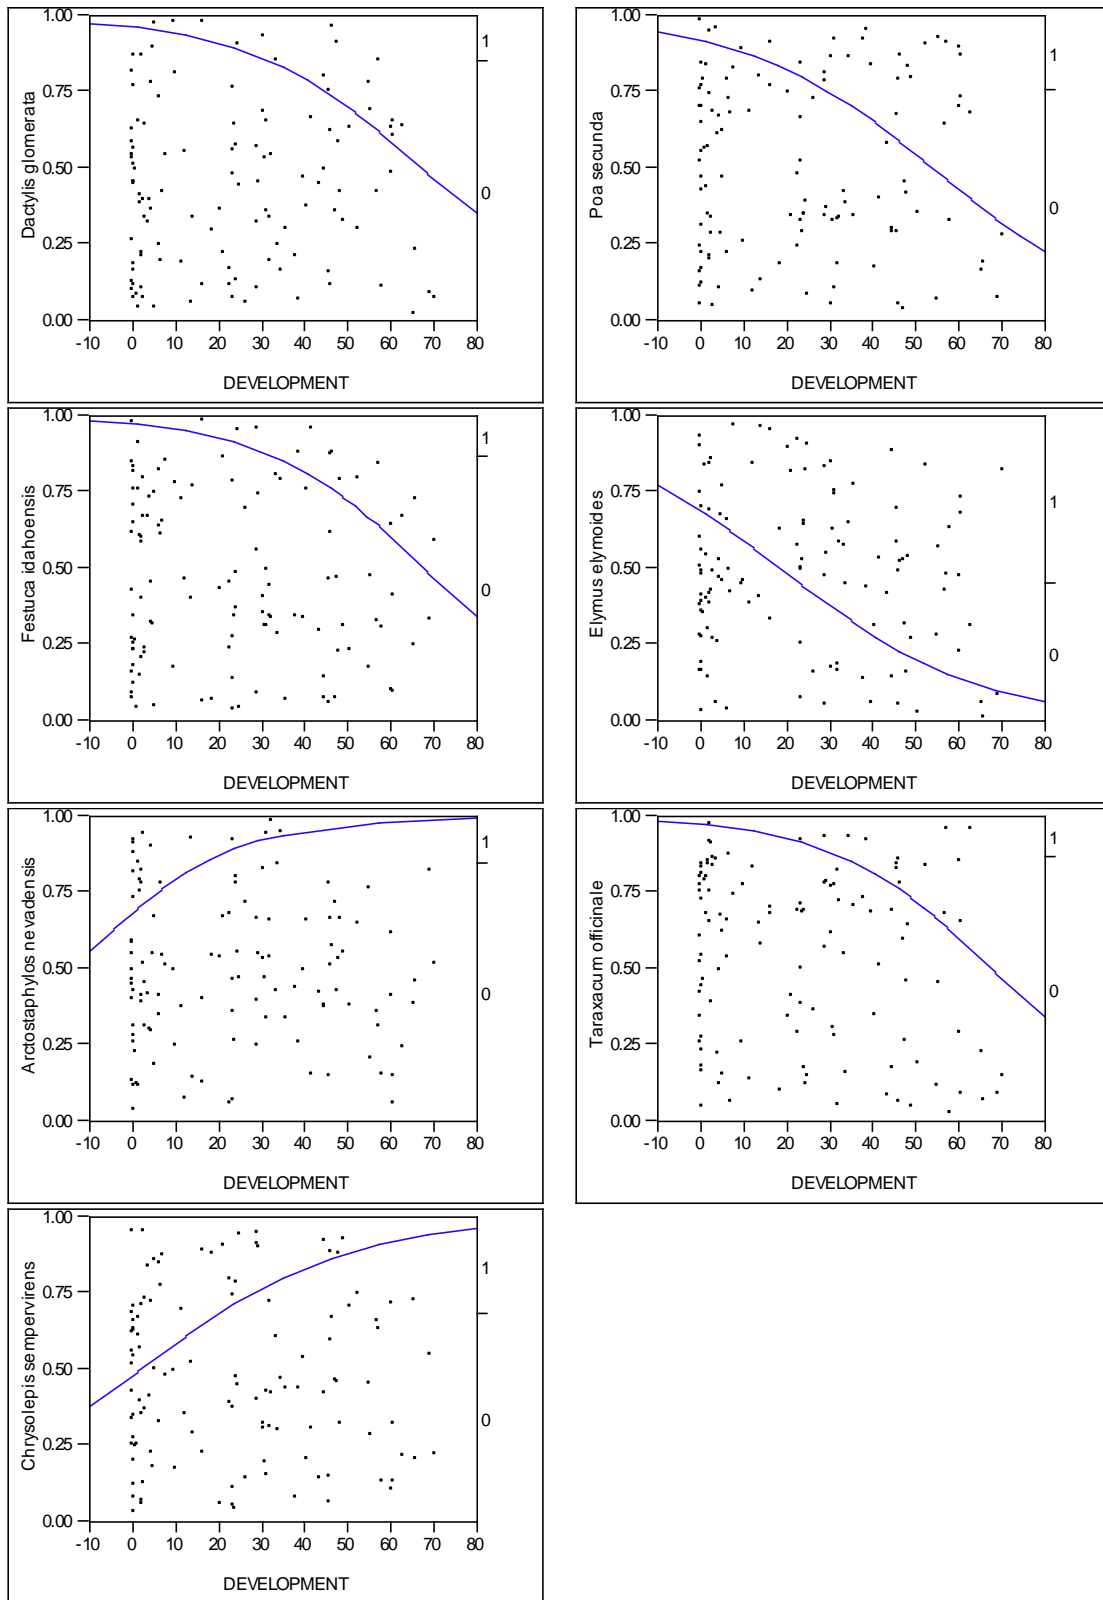 1.00
0.75
0.50
0.25
0.00
Dactylis glomerata
1
0
-10 0 10 20 30 40 50 60 70 80
DEVELOPMENT
1.00
0.75
0.50
0.25
0.00
Poa secunda
1
0
-10 0 10 20 30 40 50 60 70 80
DEVELOPMENT
1.00
0.75
0.50
0.25
0.00
Festuca idahoensis
1
0
-10 0 10 20 30 40 50 60 70 80
DEVELOPMENT
1.00
0.75
0.50
0.25
0.00
Elymus elymoides
1
0
-10 0 10 20 30 40 50 60 70 80
DEVELOPMENT
1.00
0.75
0.50
0.25
0.00
Arctostaphylos nevadensis
1
0
-10 0 10 20 30 40 50 60 70 80
DEVELOPMENT
1.00
0.75
0.50
0.25
0.00
Taraxacum officinale
1
0
-10 0 10 20 30 40 50 60 70 80
DEVELOPMENT
1.00
0.75
0.50
0.25
0.00
Chrysolepis sempervirens
1
0
-10 0 10 20 30 40 50 60 70 80
DEVELOPMENT